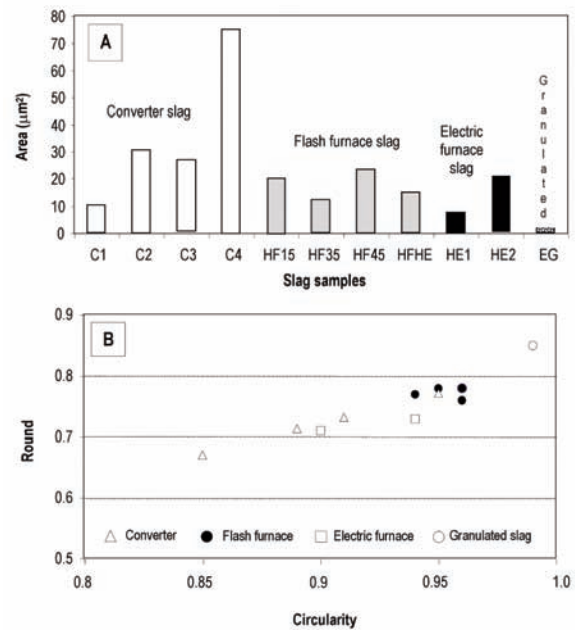 A
Area (μm²)
80
70
60
50
40
30
20
10
0
Converter slag
Flash furnace slag
Electric
furnace
slag
Granulated
C1 C2 C3 C4 HF15 HF35 HF45 HFHE HE1 HE2 EG
Slag samples
B
Round
0.9
0.8
0.7
0.6
0.5
Converter Flash furnace Electric furnace Granulated slag
0.8 0.85 0.9 0.95 1.0
Circularity